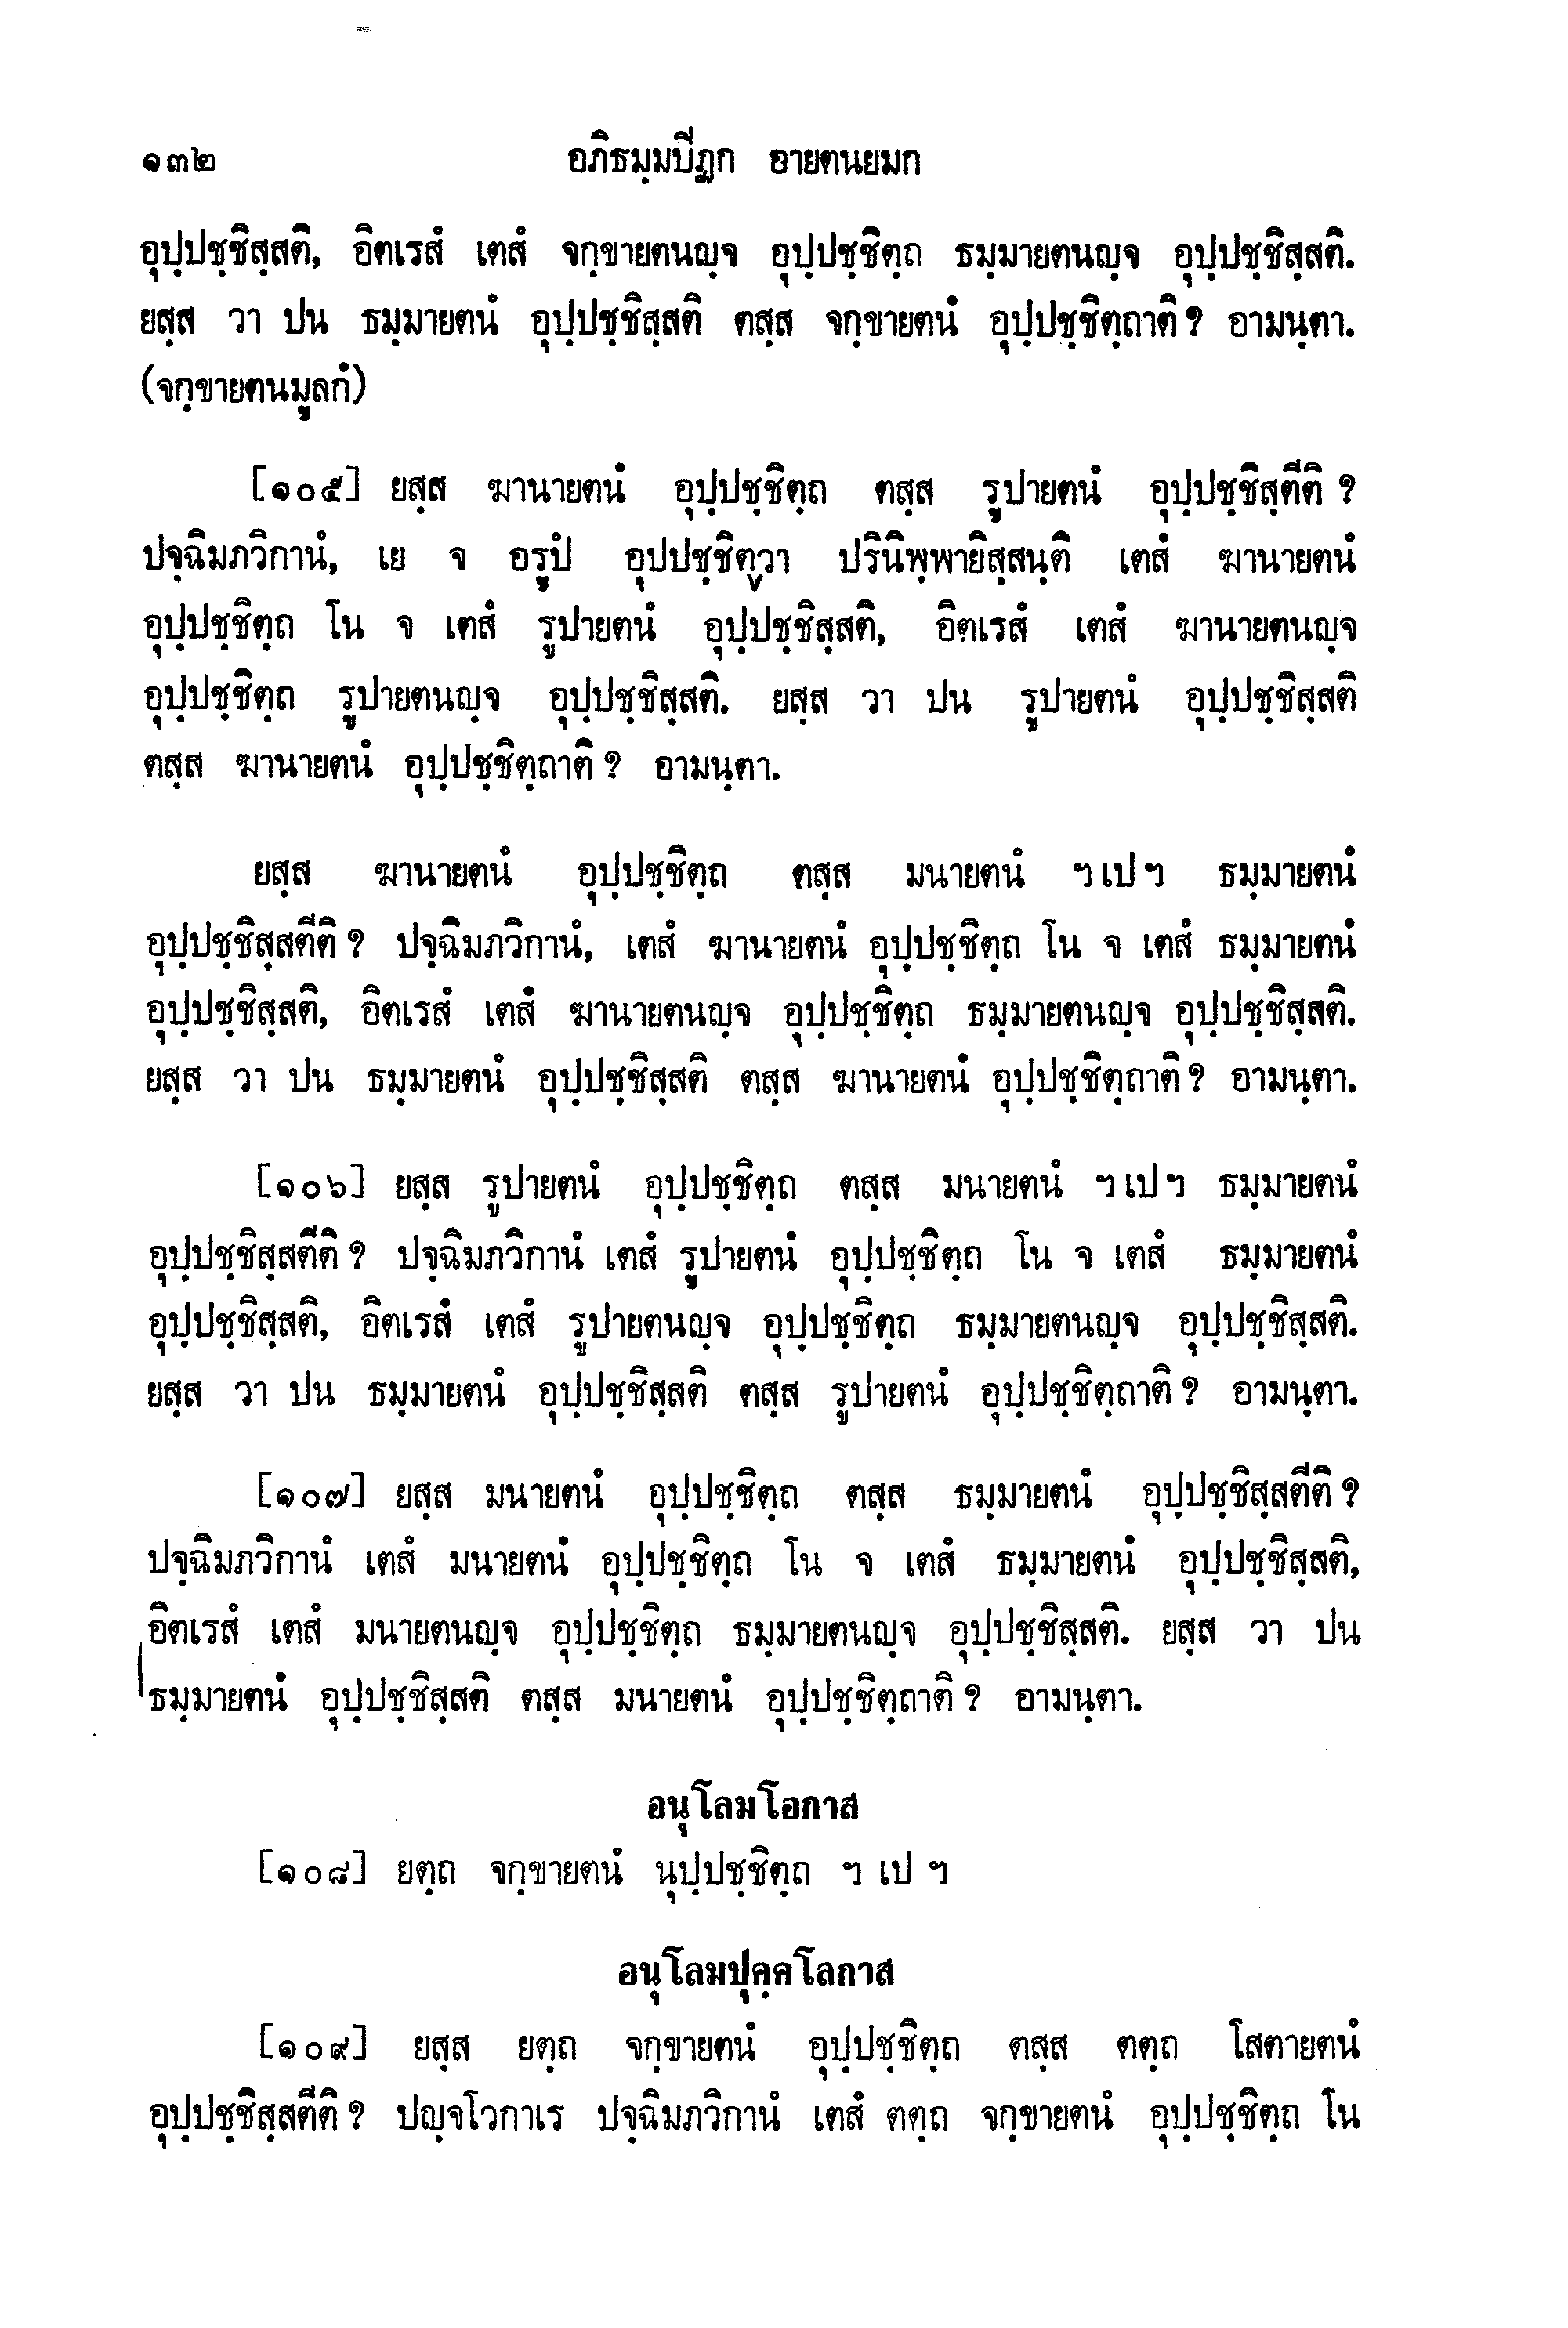 ๑๓๒ อภิธมฺมปิฏก อายตนยมก
อุปฺปชฺชิสฺสติ, อิตเรสํ เตสํ จกฺขายตนญฺจ อุปฺปชฺชิตฺถ ธมฺมายตนญฺจ อุปฺปชฺชิสฺสติ.
ยสฺส วา ปน ธมฺมายตนํ อุปฺปชฺชิสฺสติ ตสฺส จกฺขายตนํ อุปฺปชฺชิตฺถาติ ? อามนฺตา.
(จกฺขายตนมูลกํ)
[๑๐๕] ยสฺส ฆานายตนํ อุปฺปชฺชิตฺถ ตสฺส รูปายตนํ อุปฺปชฺชิสฺตีติ ?
ปจฺฉิมภวิกานํ, เย จ อรูปํ อุปปชฺชิตฺวา ปรินิพฺพายิสฺสนฺติ เตสํ ฆานายตนํ
อุปฺปชฺชิตฺถ โน จ เตสํ รูปายตนํ อุปฺปชฺชิสฺสติ, อิตเรสํ เตสํ ฆานายตนญฺจ
อุปฺปชฺชิตฺถ รูปายตนญฺจ อุปฺปชฺชิสฺสติ. ยสฺส วา ปน รูปายตนํ อุปฺปชฺชิสฺสติ
ตสฺส ฆานายตนํ อุปฺปชฺชิตฺถาติ ? อามนฺตา.
ยสฺส ฆานายตนํ อุปฺปชฺชิตฺถ ตสฺส มนายตนํ ฯ เป ฯ ธมฺมายตนํ
อุปฺปชฺชิสฺสตีติ ? ปจฺฉิมภวิกานํ, เตสํ ฆานายตนํ อุปฺปชฺชิตฺถ โน จ เตสํ ธมฺมายตนํ
อุปฺปชฺชิสฺสติ, อิตเรสํ เตสํ ฆานายตนญฺจ อุปฺปชฺชิตฺถ ธมฺมายตนญฺจ อุปฺปชฺชิสฺสติ.
ยสฺส วา ปน ธมฺมายตนํ อุปฺปชฺชิสฺสติ ตสฺส ฆานายตนํ อุปฺปชฺชิตฺถาติ ? อามนฺตา.
[๑๐๖] ยสฺส รูปายตนํ อุปฺปชฺชิตฺถ ตสฺส มนายตนํ ฯ เป ฯ ธมฺมายตนํ
อุปฺปชฺชิสฺสตีติ ? ปจฺฉิมภวิกานํ เตสํ รูปายตนํ อุปฺปชฺชิตฺถ โน จ เตสํ ธมฺมายตนํ
อุปฺปชฺชิสฺสติ, อิตเรสํ เตสํ รูปายตนญฺจ อุปฺปชฺชิตฺถ ธมฺมายตนญฺจ อุปฺปชฺชิสฺสติ.
ยสฺส วา ปน ธมฺมายตนํ อุปฺปชฺชิสฺสติ ตสฺส รูปายตนํ อุปฺปชฺชิตฺถาติ ? อามนฺตา.
[๑๐๗] ยสฺส มนายตนํ อุปฺปชฺชิตฺถ ตสฺส ธมฺมายตนํ อุปฺปชฺชิสฺสตีติ ?
ปจฺฉิมภวิกานํ เตสํ มนายตนํ อุปฺปชฺชิตฺถ โน จ เตสํ ธมฺมายตนํ อุปฺปชฺชิสฺสติ,
อิตเรสํ เตสํ มนายตนญฺจ อุปฺปชฺชิตฺถ ธมฺมายตนญฺจ อุปฺปชฺชิสฺสติ. ยสฺส วา ปน
ธมฺมายตนํ อุปฺปชฺชิสฺสติ ตสฺส มนายตนํ อุปฺปชฺชิตฺถาติ ? อามนฺตา.
อนุโลมโอกาส
[๑๐๘] ยตฺถ จกฺขายตนํ นุปฺปชฺชิตฺถ ฯ เป ฯ
อนุโลมปุคฺคโลกาส
[๑๐๙] ยสฺส ยตฺถ จกฺขายตนํ อุปฺปชฺชิตฺถ ตสฺส ตตฺถ โสตายตนํ
อุปฺปชฺชิสฺสตีติ ? ปญฺจโวกาเร ปจฺฉิมภวิกานํ เตสํ ตตฺถ จกฺขายตนํ อุปฺปชฺชิตฺถ โน